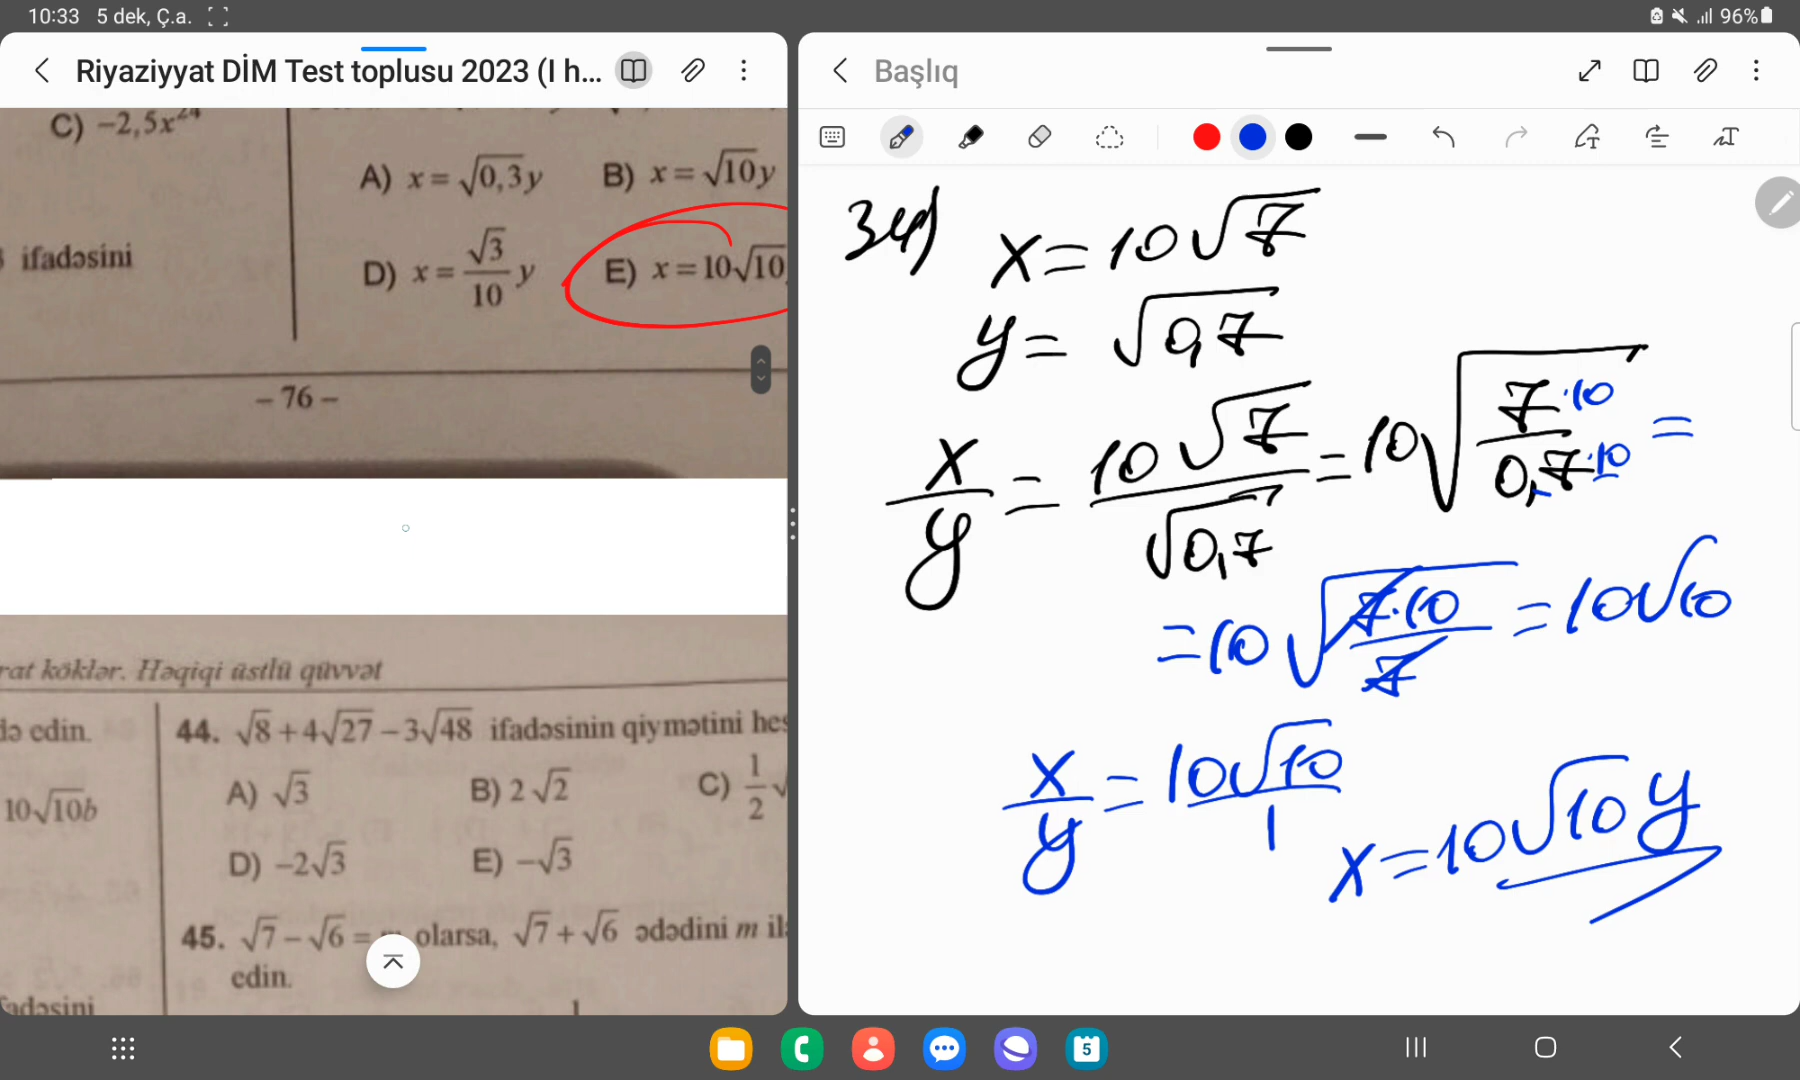 10:33 5 dek, Ç.a.
96%
Riyaziyyat DİM Test toplusu 2023 (I h...
C) −2,5x²⁴
A) x = √0,3y B) x = √10y
ifadəsini
D) x = √3/10 y E) x = 10√10
– 76 –
rat köklər. Həqiqi üstlü qüvvət
edin.
10√10b
44. √8 + 4√27 − 3√48 ifadəsinin qiymətini hes
A) √3 B) 2√2 C) 1/2 √
D) −2√3 E) −√3
45. √7 − √6 = olarsa, √7 + √6 ədədini m il
edin.
adəsini
Başlıq
34) x = 10√7
y = √0,7
x/y = 10√7/√0,7 = 10√(7·10/0,7·10) =
= 10√(7·10/7) = 10√10
x/y = 10√10/1
x = 10√10 y
5